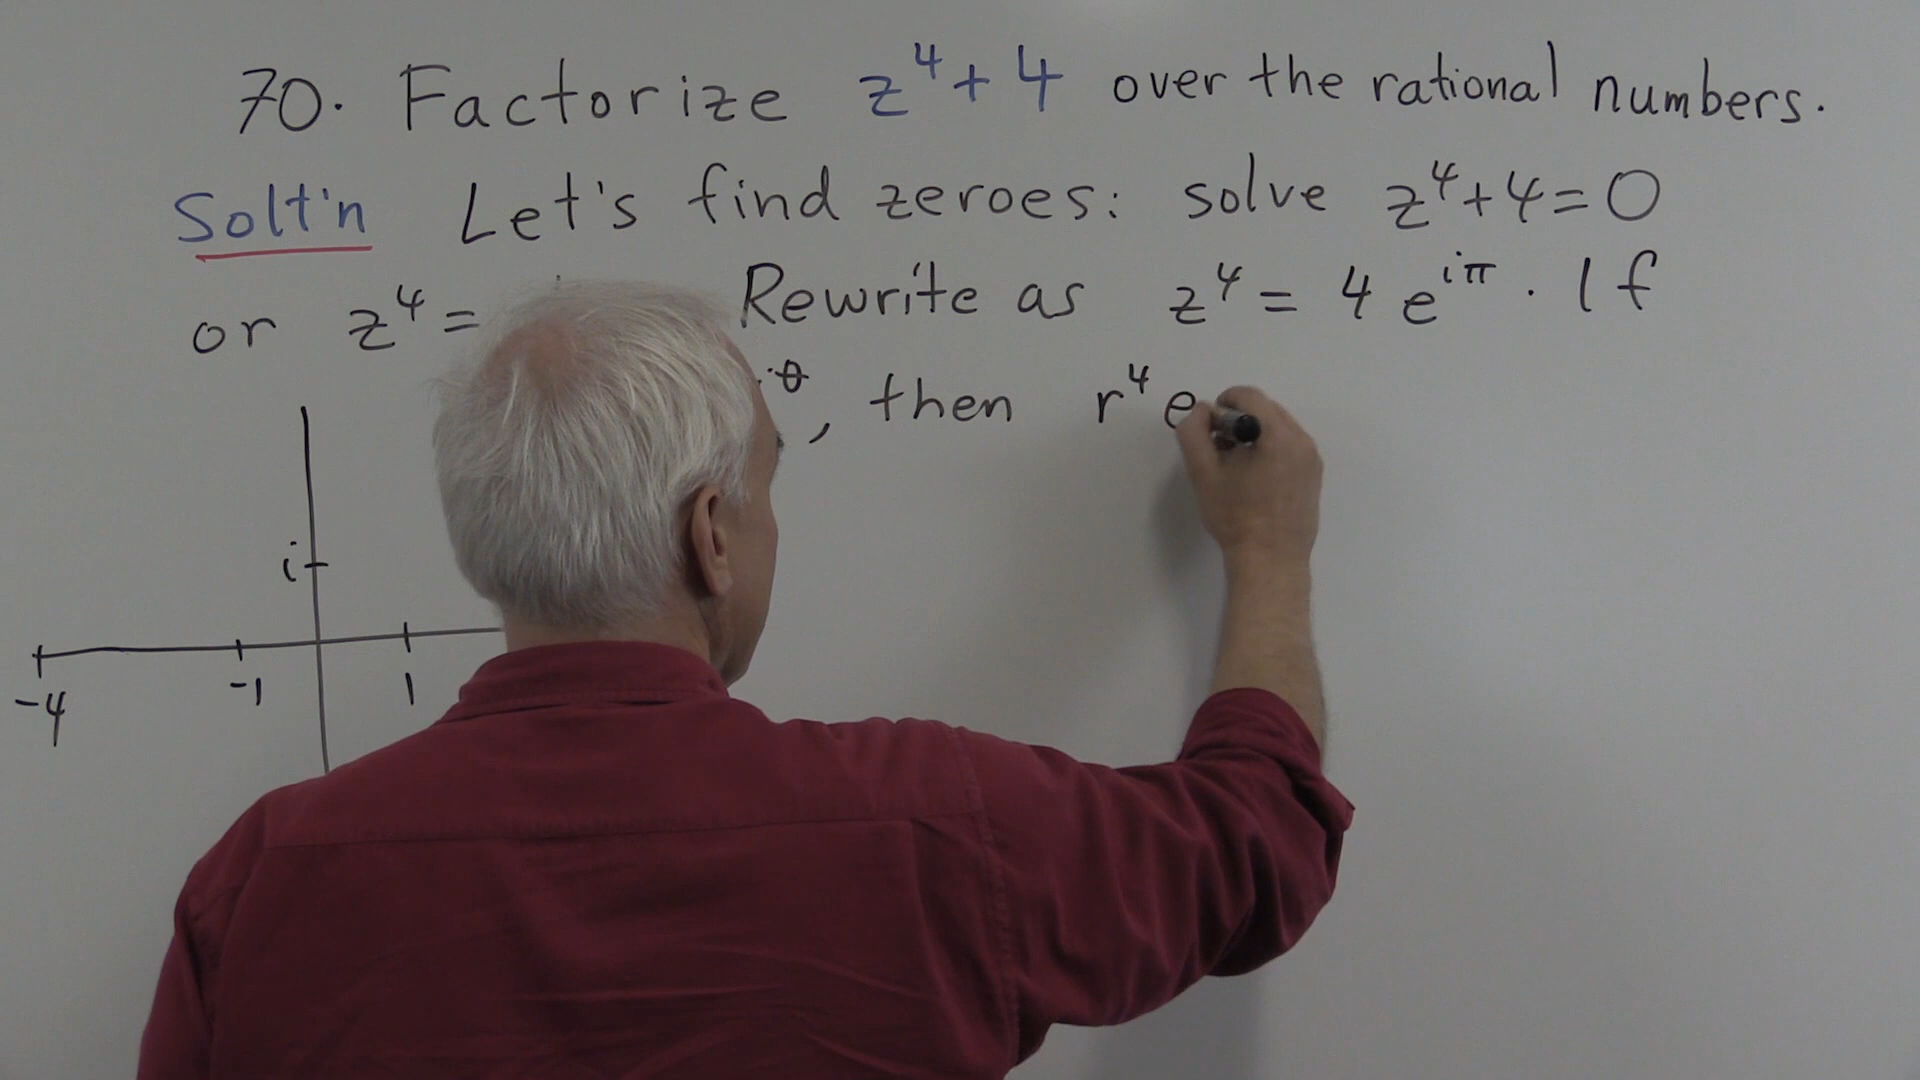 70. Factorize z⁴+4 over the rational numbers.
Solt'n Let's find zeroes: solve z⁴+4=0
or z⁴= Rewrite as z⁴ = 4 e^{iπ}. If
θ, then r⁴e
i
-4 -1 1